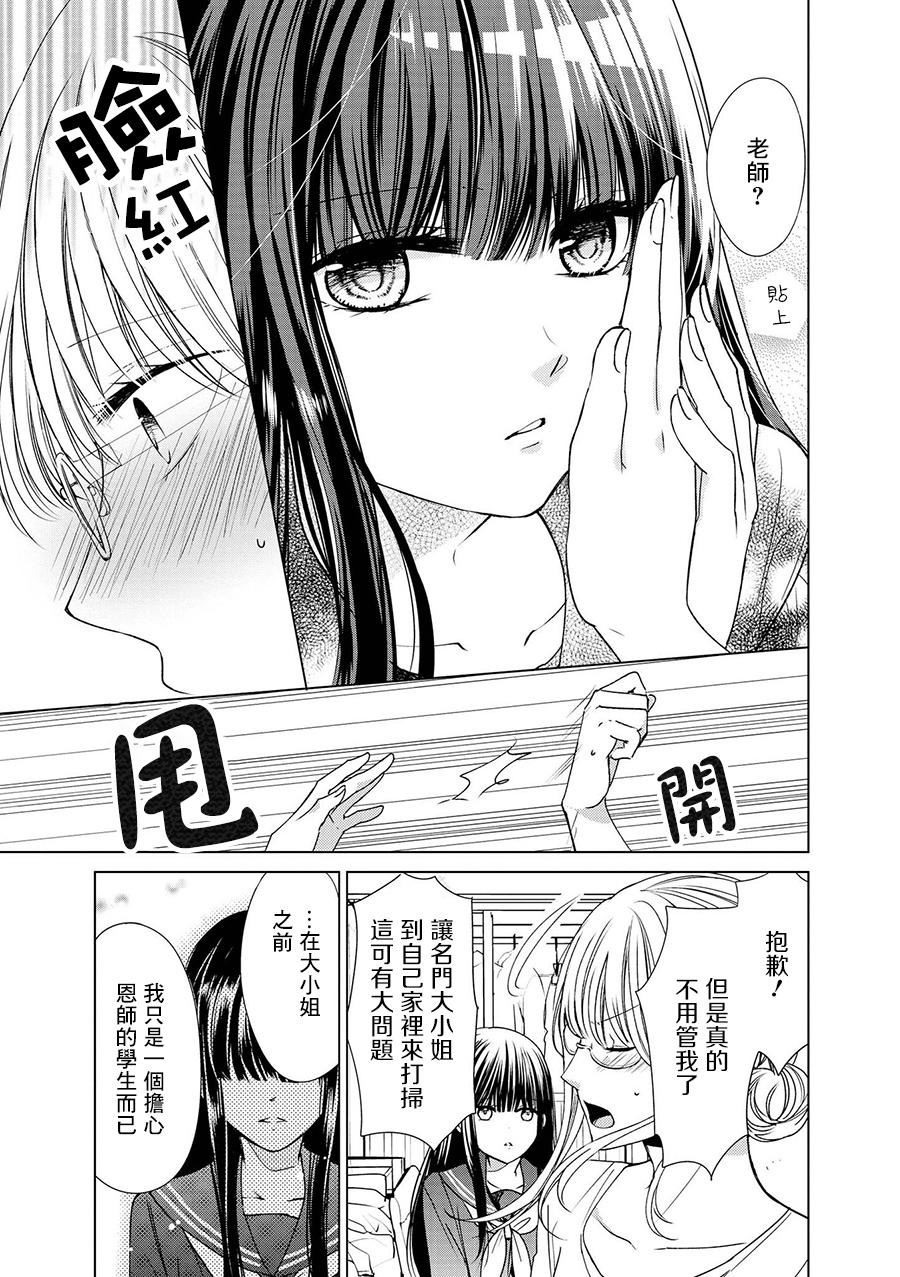 老師?
貼上
臉紅
甩開
抱歉!
但是真的
不用管我了
讓名門大小姐
到自己家裡來打掃
這可有大問題
…在大小姐
之前
我只是一個擔心
恩師的學生而已